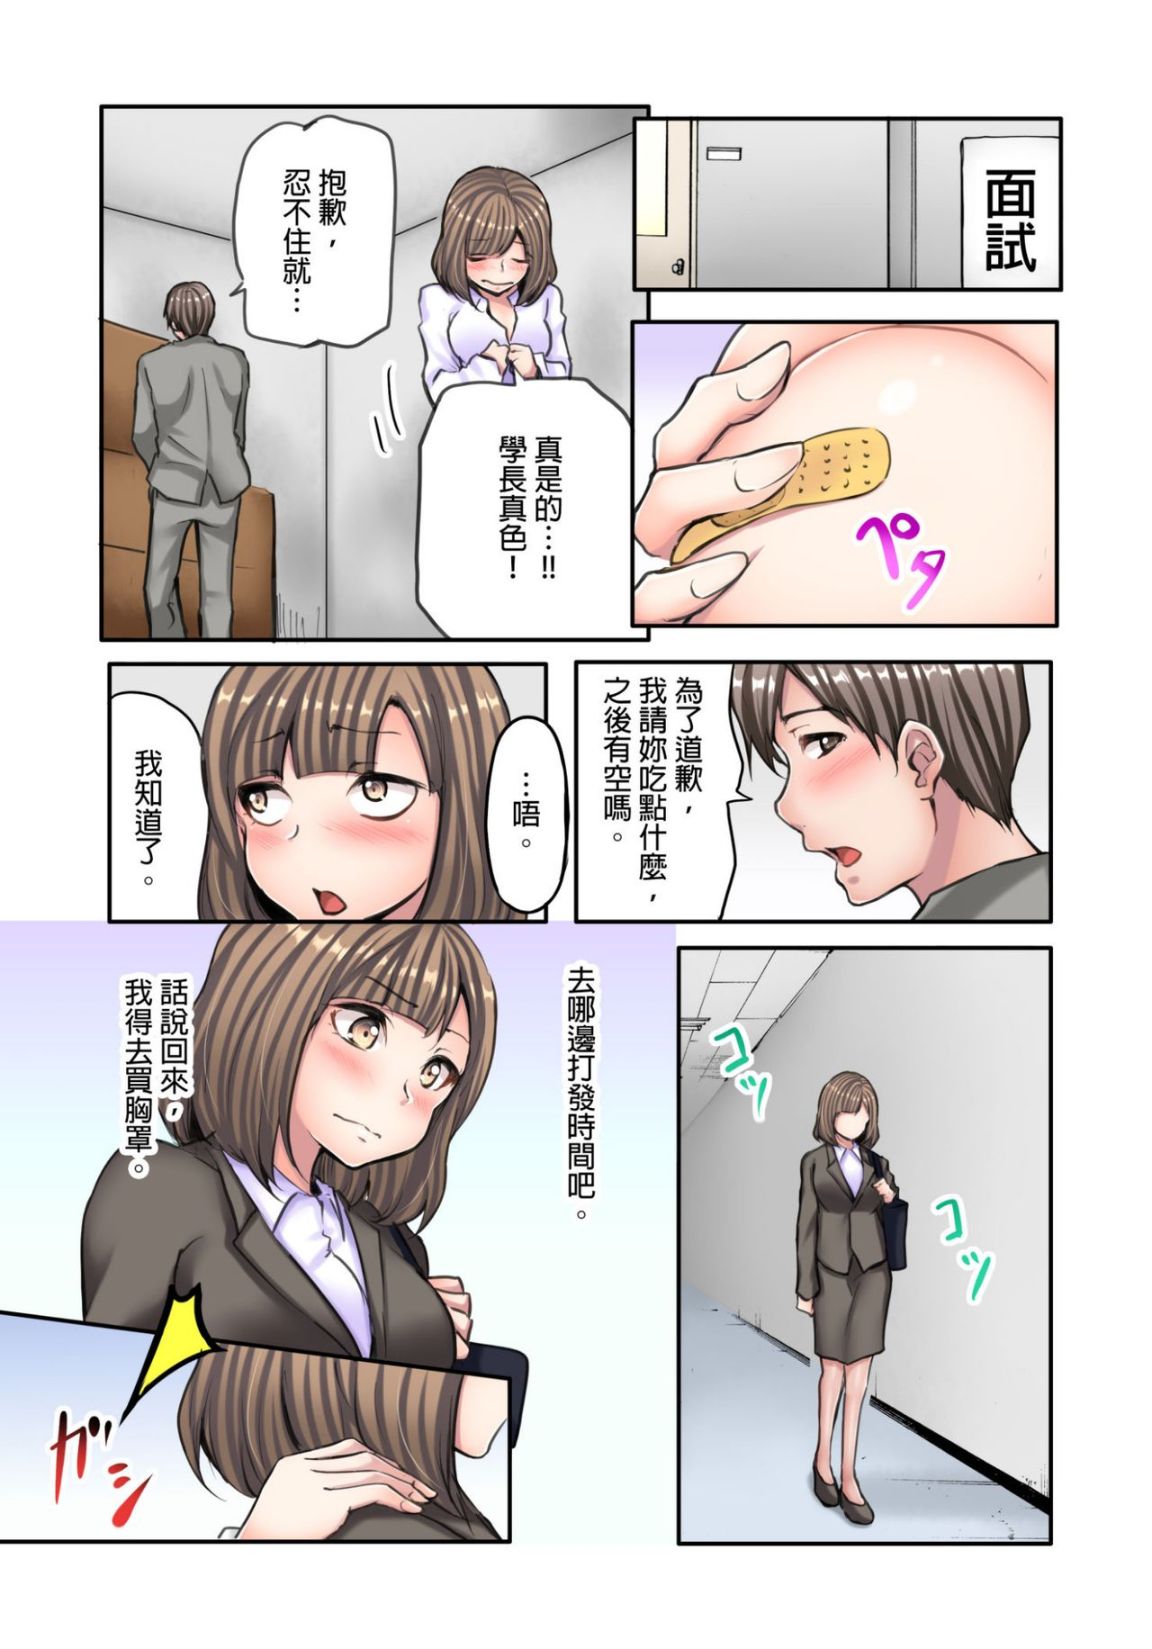 面試
ペタ
抱歉，
忍不住就…
真是的…!!
學長真色！
為了道歉，
我請妳吃點什麼，
之後有空嗎。
…唔。
我知道了。
コツ
コツ
去哪邊打發時間吧。
話說回來，
我得去買胸罩。
ガシ